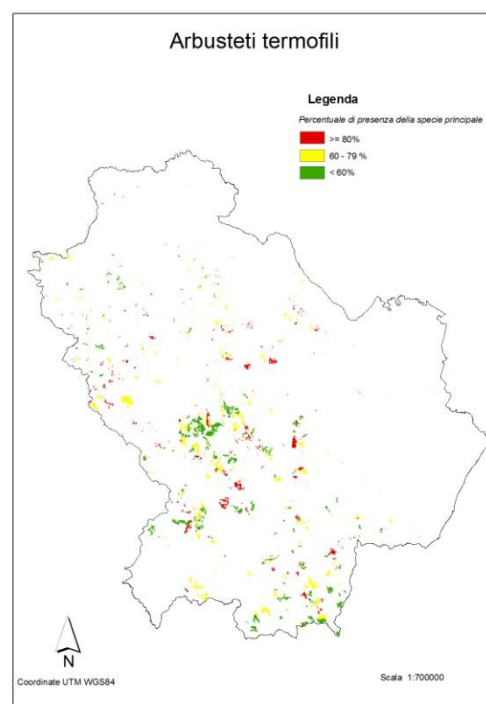 Arbusteti termofili
Legenda
Percentuale di presenza della specie principale
>= 80%
60 - 79 %
< 60%
N
Coordinate UTM WGS84
Scala 1:700000